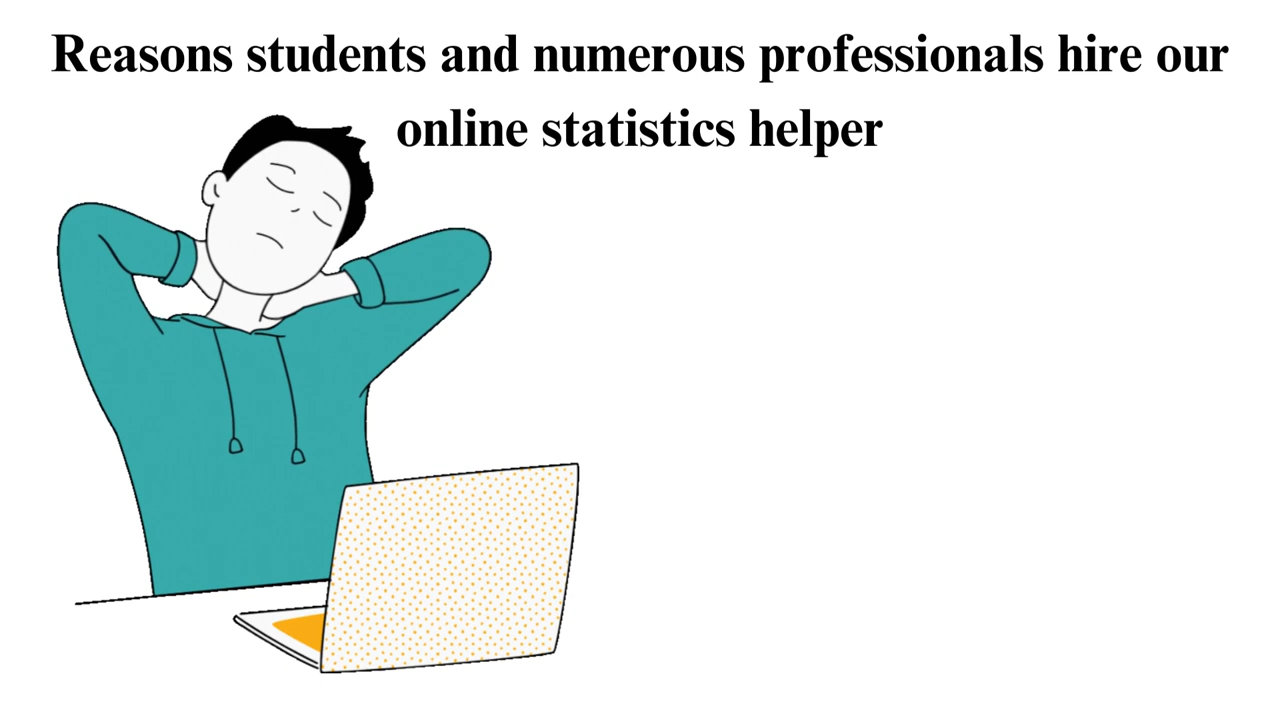 Reasons students and numerous professionals hire our
online statistics helper